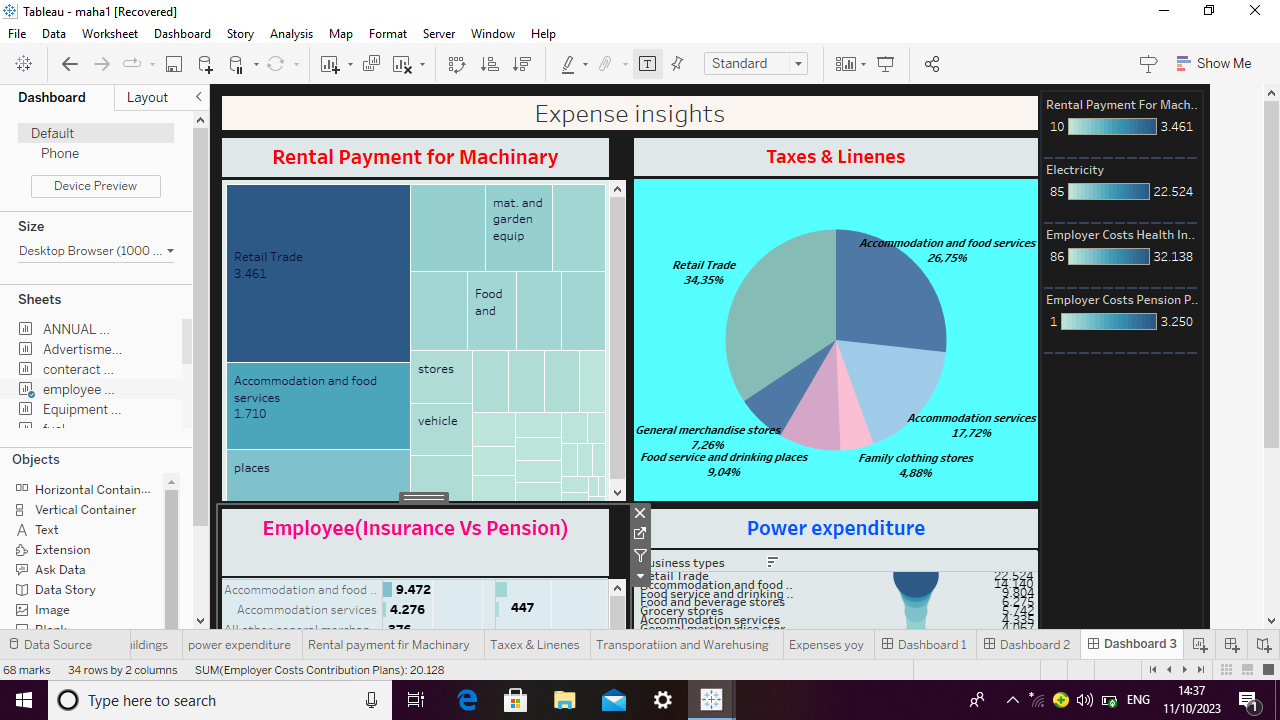 Tableau - maha1 [Recovered]
File Data Worksheet Dashboard Story Analysis Map Format Server Window Help
Standard
Show Me
Dashboard Layout
Default
Phone
Device Preview
Size
Desktop Browser (1000 ...
Sheets
ANNUAL ...
Advertisme...
conteract ...
employee ...
Equipment ...
Objects
Horizontal Contain...
Vertical Container
Text
Extension
Ask Data
Data Story
Image
Expense insights
Rental Payment for Machinary
Retail Trade
3.461
Accommodation and food
services
1.710
places
mat. and
garden
equip
Food
and
stores
vehicle
Taxes & Linenes
Accommodation and food services
26,75%
Retail Trade
34,35%
Accommodation services
17,72%
General merchandise stores
7,26%
Food service and drinking places
9,04%
Family clothing stores
4,88%
Rental Payment For Mach..
10 3.461
Electricity
85 22.524
Employer Costs Health In..
86 32.138
Employer Costs Pension P..
1 3.250
Employee(Insurance Vs Pension)
Accommodation and food .. 9.472
Accommodation services 4.276 447
Power expenditure
usiness types
etail Trade 22.524
Accommodation and food .. 14.140
Food service and drinking .. 9.804
Food and beverage stores 6.275
Grocery stores 5.745
Accommodation services 4.335
Data Source ildings power expenditure Rental payment fir Machinary Taxex & Linenes Transporatiion and Warehusing Expenses yoy Dashboard 1 Dashboard 2 Dashboard 3
68 marks 34 rows by 2 columns SUM(Employer Costs Contribution Plans): 20.128
Type here to search
ENG
14:37
11/10/2023
1